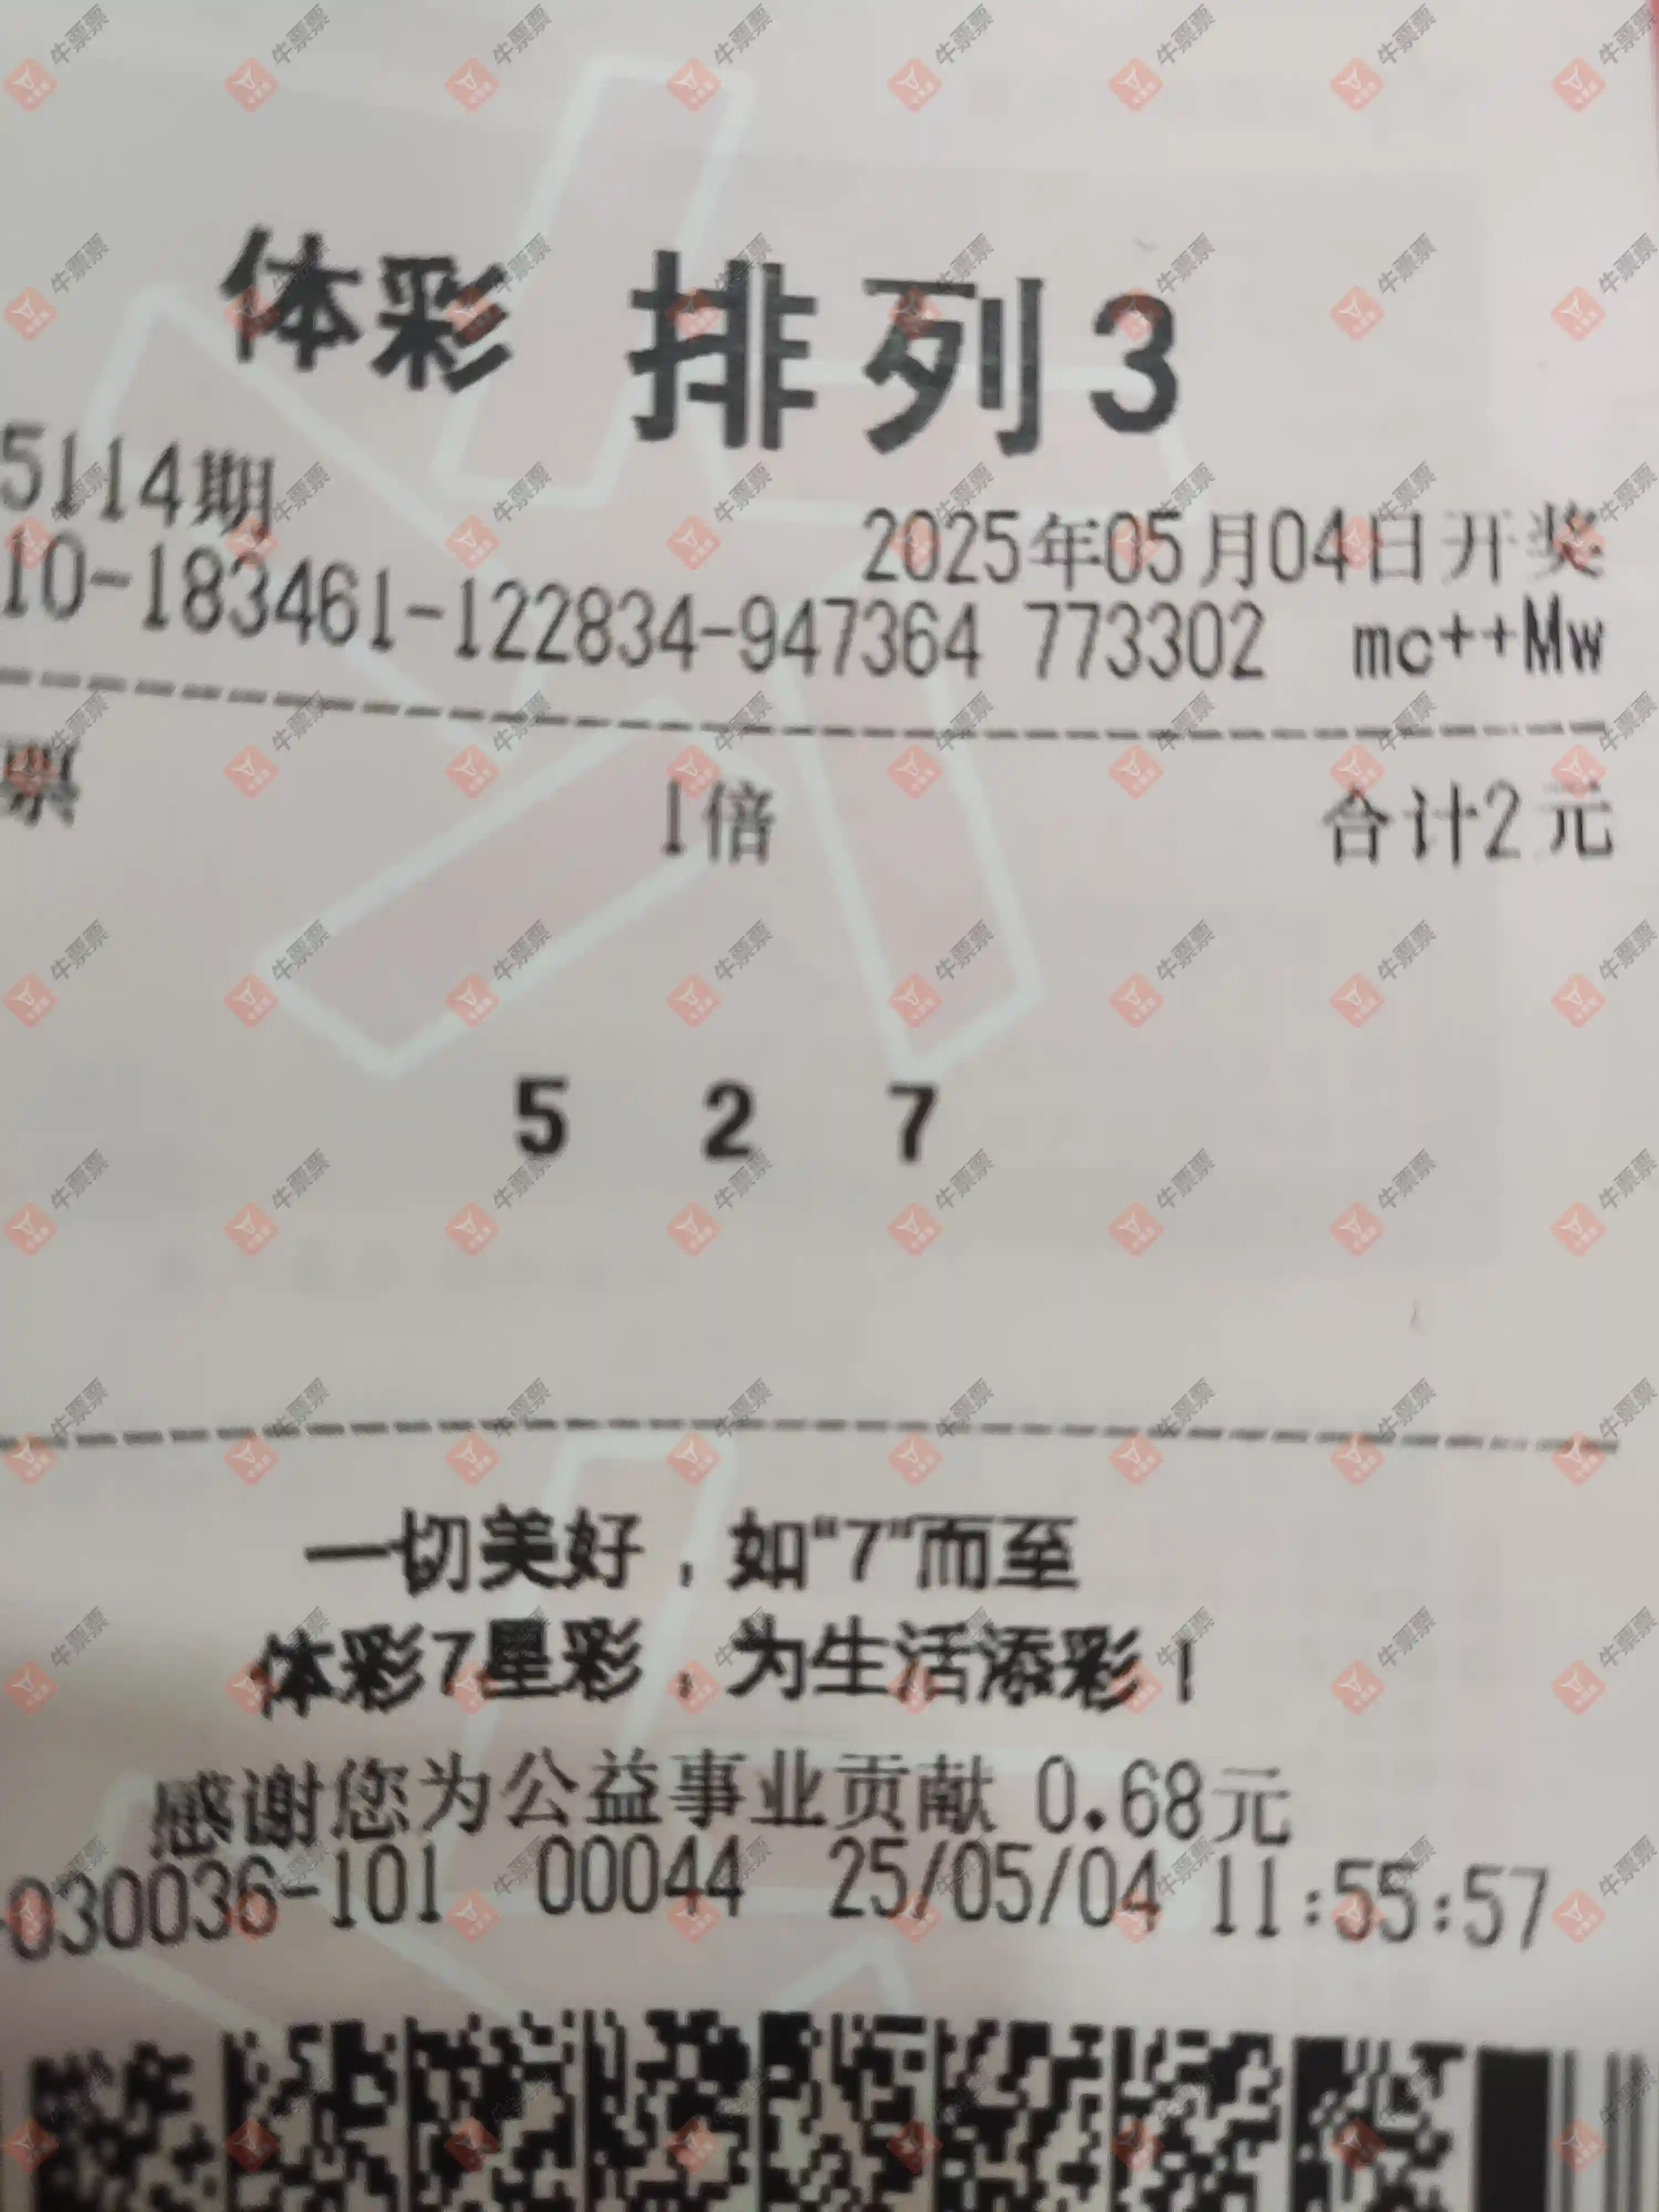 体彩 排列3
5114期
2025年05月04日开奖
10-183461-122834-947364 773302 mc++Mw
票 1倍 合计2元
5 2 7
一切美好，如“7”而至
体彩7星彩，为生活添彩！
感谢您为公益事业贡献 0.68元
-030036-101 00044 25/05/04 11:55:57
牛票票